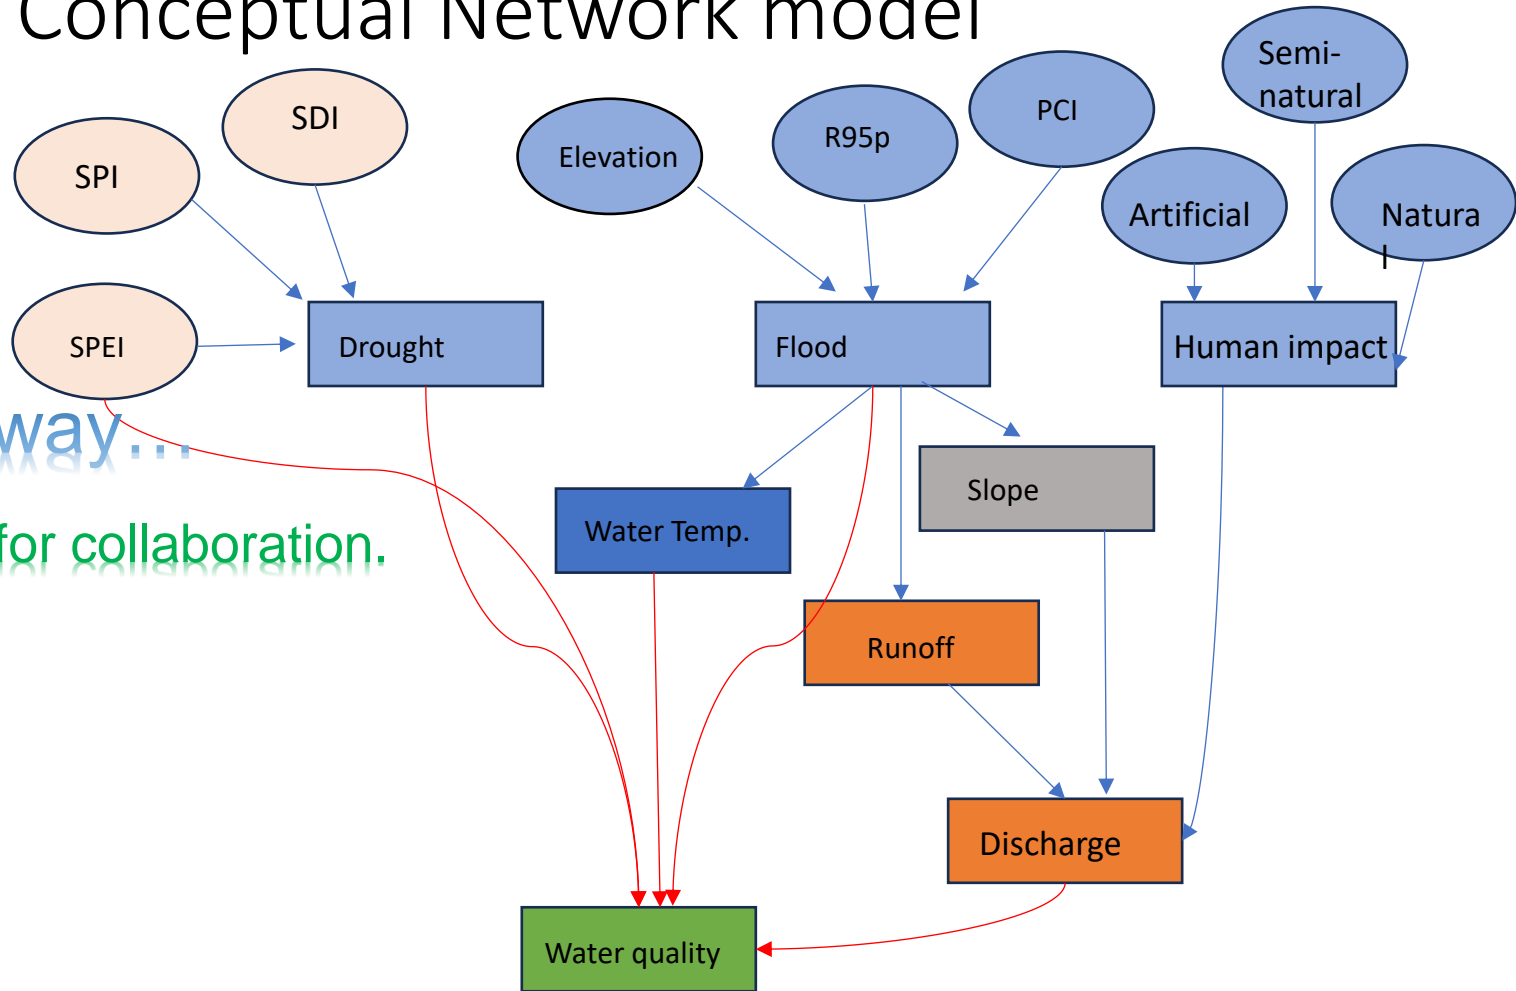 Conceptual Network model
Semi-
natural
SDI
PCI
R95p
Elevation
SPI
Artificial
Natura
l
SPEI
Drought
Flood
Human impact
way...
Slope
Water Temp.
for collaboration.
Runoff
Discharge
Water quality